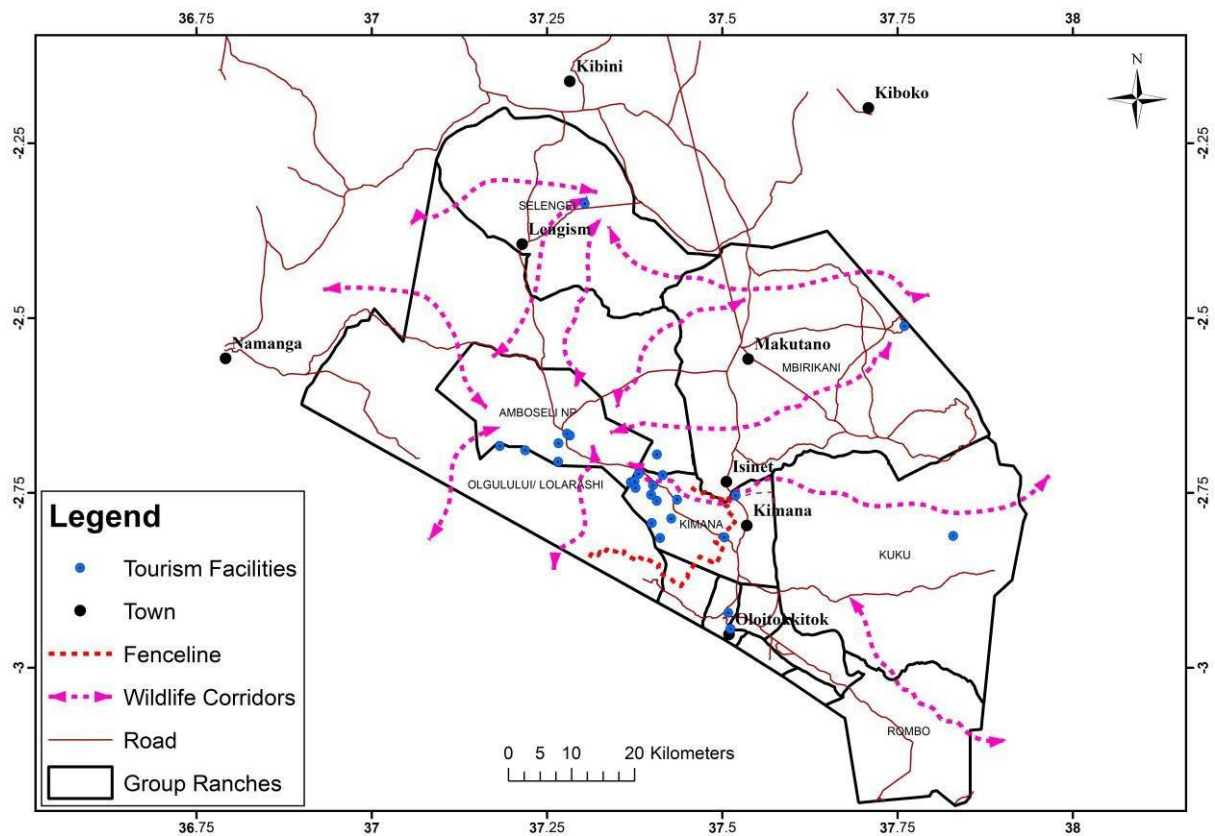 36.75 37 37.25 37.5 37.75 38
N
Kibini
Kiboko
-2.25 -2.25
SELENGEI
Lengism
-2.5 -2.5
Namanga
Makutano
MBIRIKANI
AMBOSELI NP
Isinet
OLGULULUI/ LOLARASHI
-2.75 -2.75
KIMANA
Kimana
KUKU
Oloitokkitok
-3 -3
ROMBO
Legend
Tourism Facilities
Town
Fenceline
Wildlife Corridors
Road
Group Ranches
0 5 10 20 Kilometers
36.75 37 37.25 37.5 37.75 38